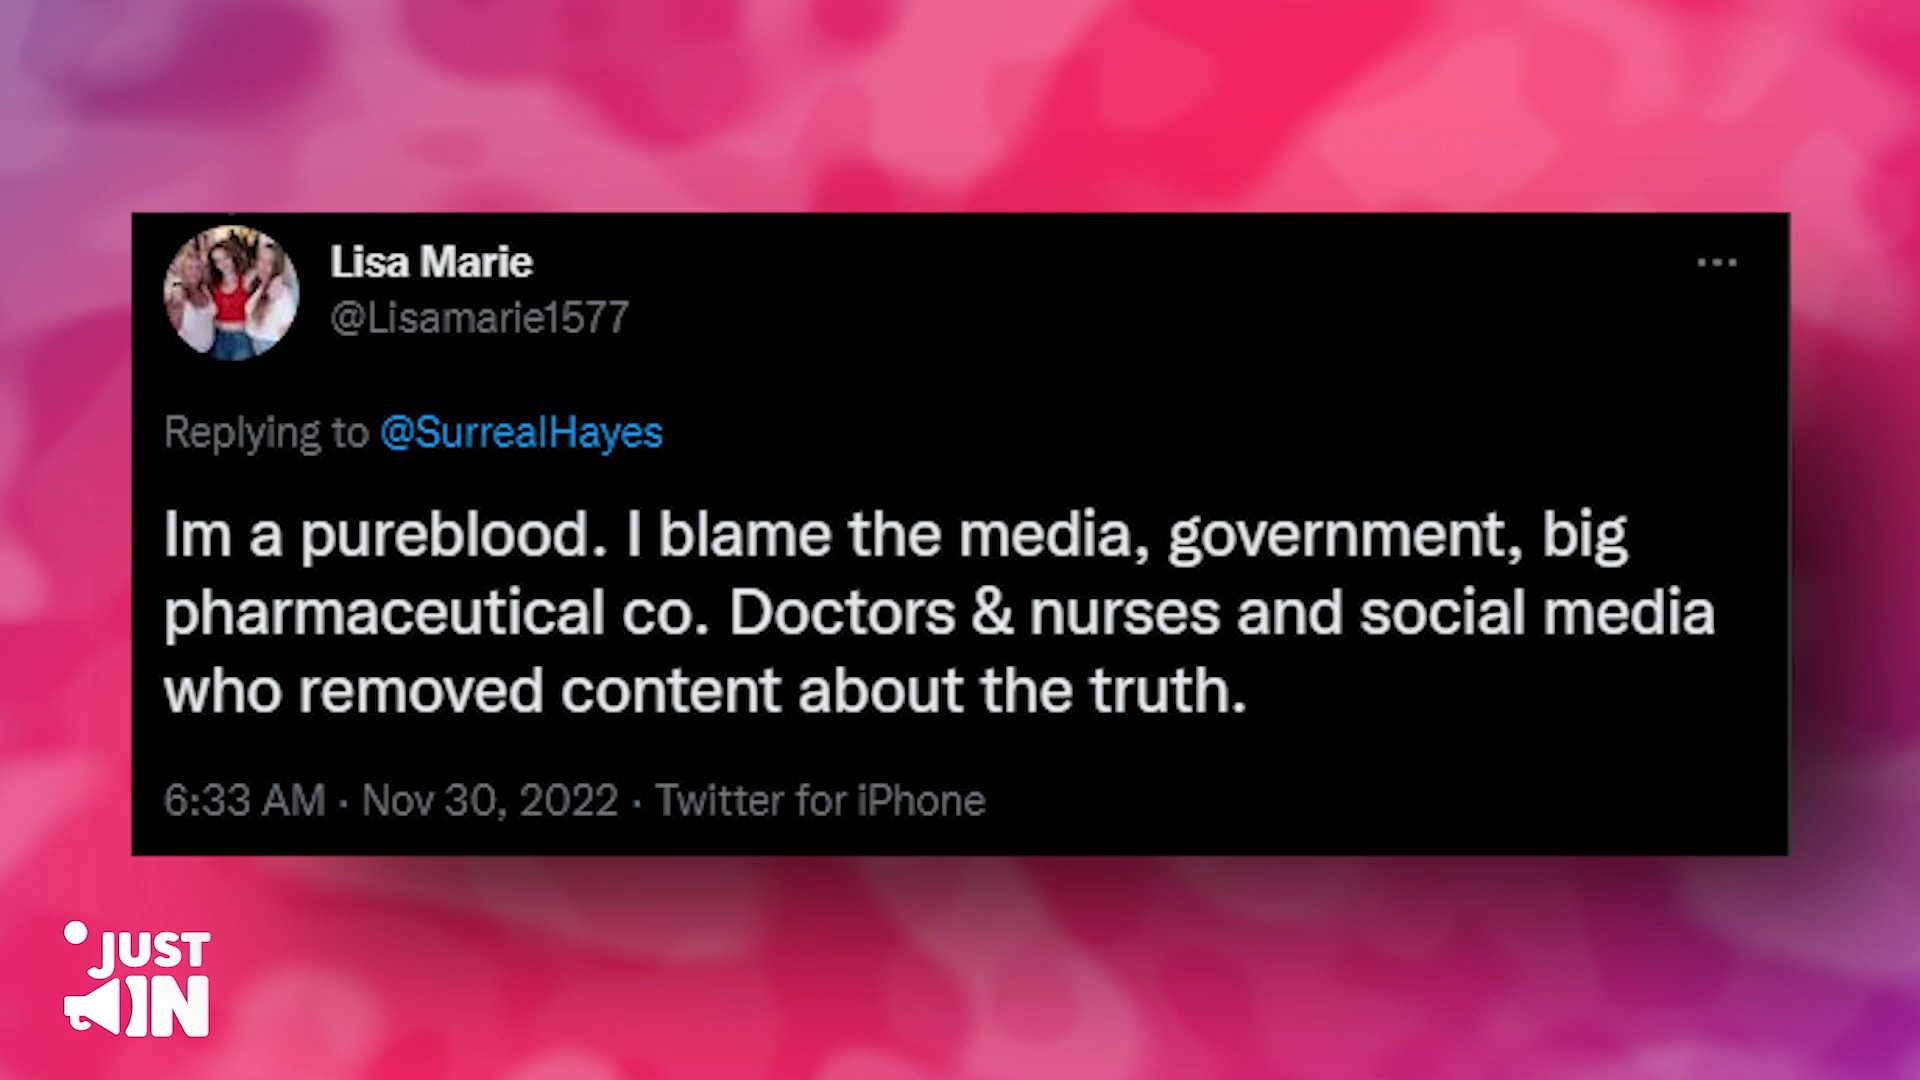 Lisa Marie
@Lisamarie1577
Replying to @SurrealHayes
Im a pureblood. I blame the media, government, big
pharmaceutical co. Doctors & nurses and social media
who removed content about the truth.
6:33 AM · Nov 30, 2022 · Twitter for iPhone
JUST
IN